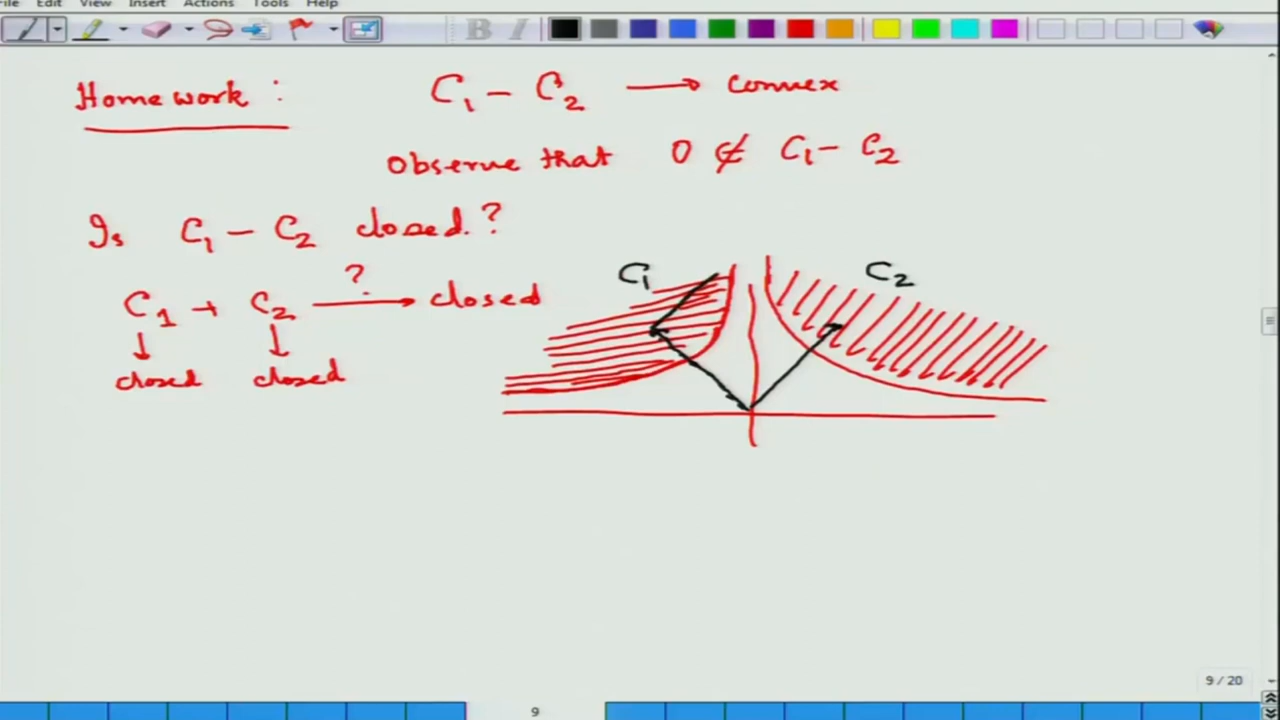 File Edit View Insert Actions Tools Help
B I
Homework : C₁ - C₂ → convex
Observe that 0 ∉ C₁ - C₂
Is C₁ - C₂ closed ?
C₁ + C₂ ? → closed
↓ ↓
closed closed
C₁ C₂
9 / 20
9